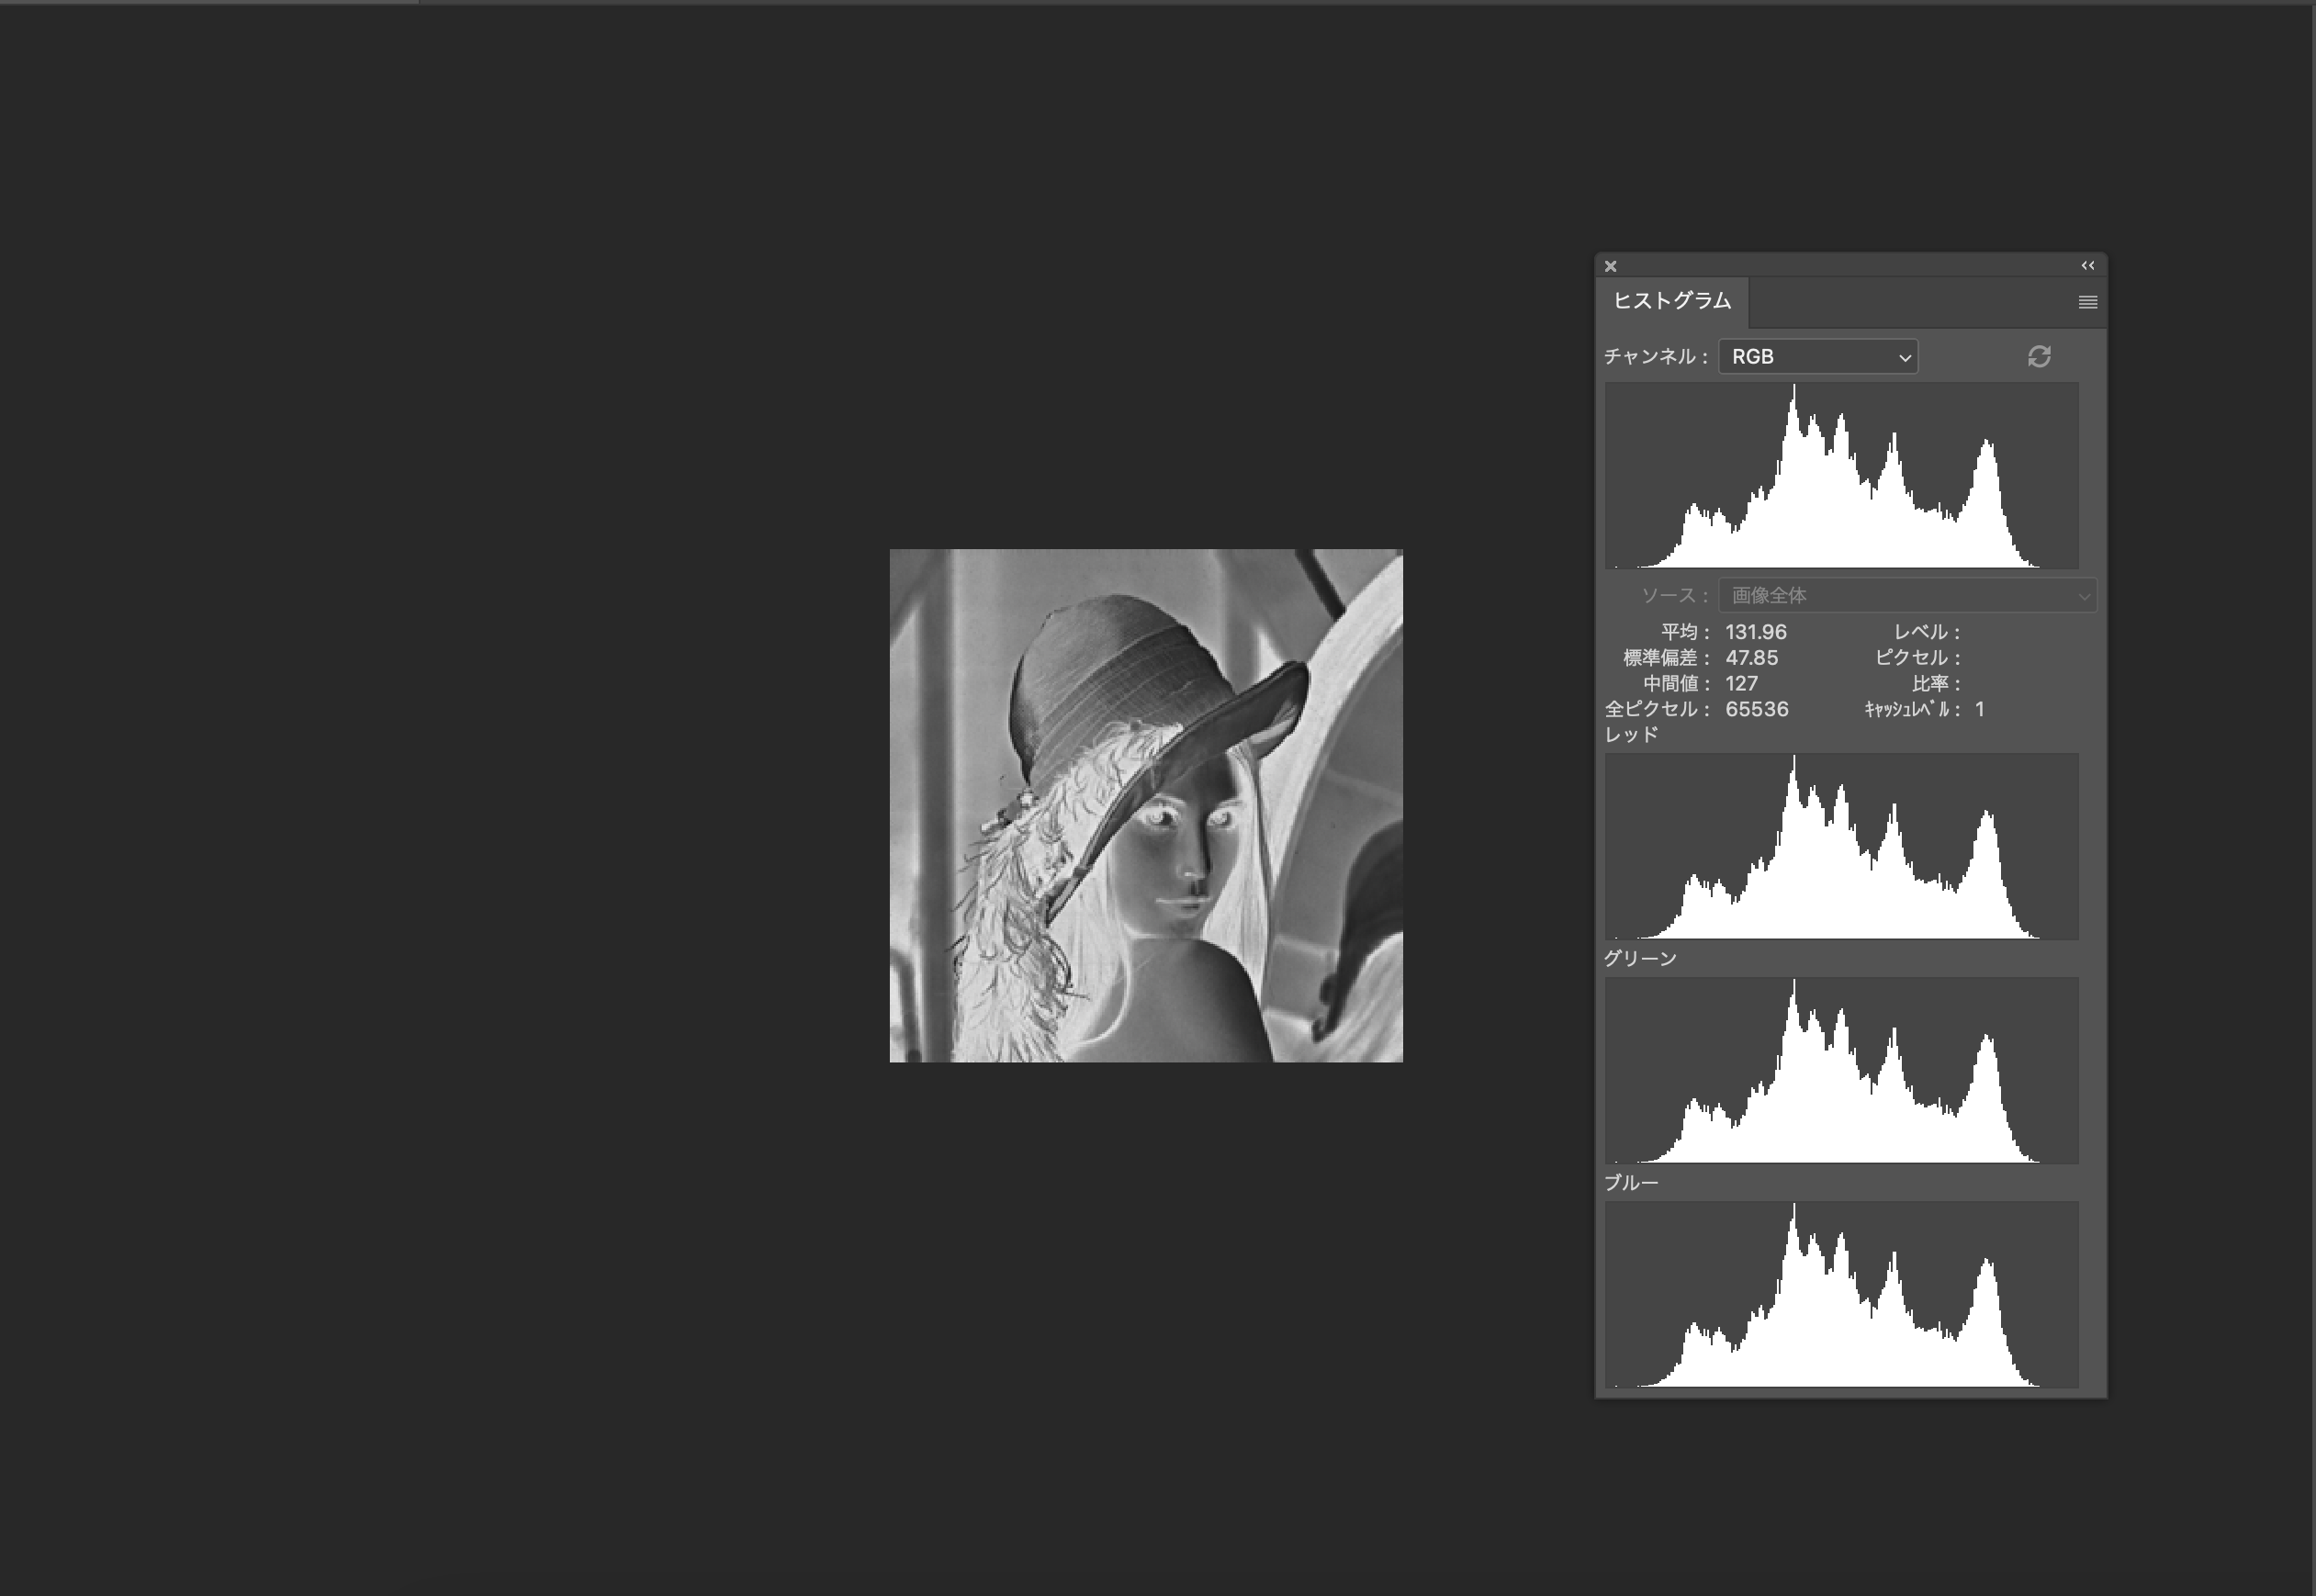 ヒストグラム
チャンネル： RGB
ソース： 画像全体
平均： 131.96 レベル：
標準偏差： 47.85 ピクセル：
中間値： 127 比率：
全ピクセル： 65536 ｷｬｯｼｭﾚﾍﾞﾙ： 1
レッド
グリーン
ブルー